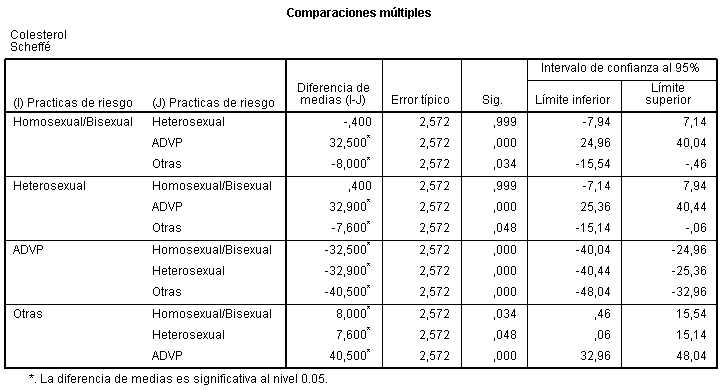 Comparaciones múltiples
Colesterol
Scheffé
Intervalo de confianza al 95%
(I) Practicas de riesgo (J) Practicas de riesgo Diferencia de medias (I-J) Error típico Sig. Límite inferior Límite superior
Homosexual/Bisexual Heterosexual -,400 2,572 ,999 -7,94 7,14
ADVP 32,500* 2,572 ,000 24,96 40,04
Otras -8,000* 2,572 ,034 -15,54 -,46
Heterosexual Homosexual/Bisexual ,400 2,572 ,999 -7,14 7,94
ADVP 32,900* 2,572 ,000 25,36 40,44
Otras -7,600* 2,572 ,048 -15,14 -,06
ADVP Homosexual/Bisexual -32,500* 2,572 ,000 -40,04 -24,96
Heterosexual -32,900* 2,572 ,000 -40,44 -25,36
Otras -40,500* 2,572 ,000 -48,04 -32,96
Otras Homosexual/Bisexual 8,000* 2,572 ,034 ,46 15,54
Heterosexual 7,600* 2,572 ,048 ,06 15,14
ADVP 40,500* 2,572 ,000 32,96 48,04
*. La diferencia de medias es significativa al nivel 0.05.